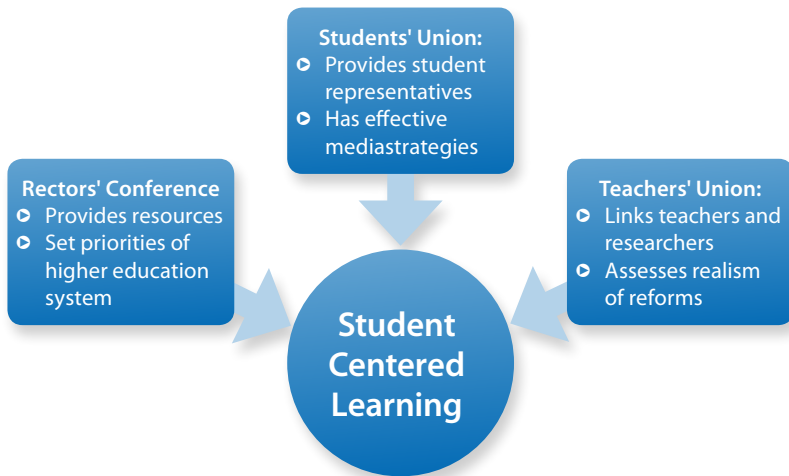 Students' Union:
Provides student
representatives
Has effective
mediastrategies
Rectors' Conference
Provides resources
Set priorities of
higher education
system
Teachers' Union:
Links teachers and
researchers
Assesses realism
of reforms
Student
Centered
Learning